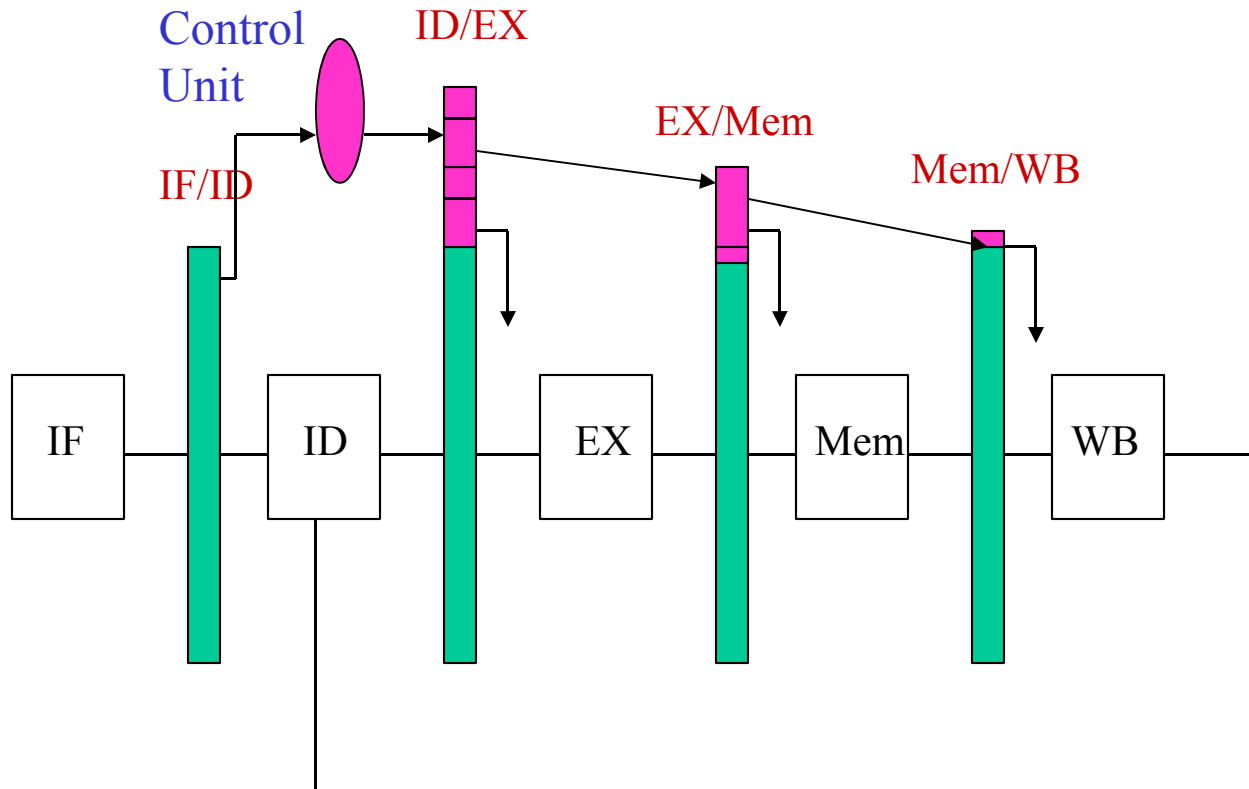 Control
Unit
ID/EX
EX/Mem
Mem/WB
IF/ID
IF
ID
EX
Mem
WB